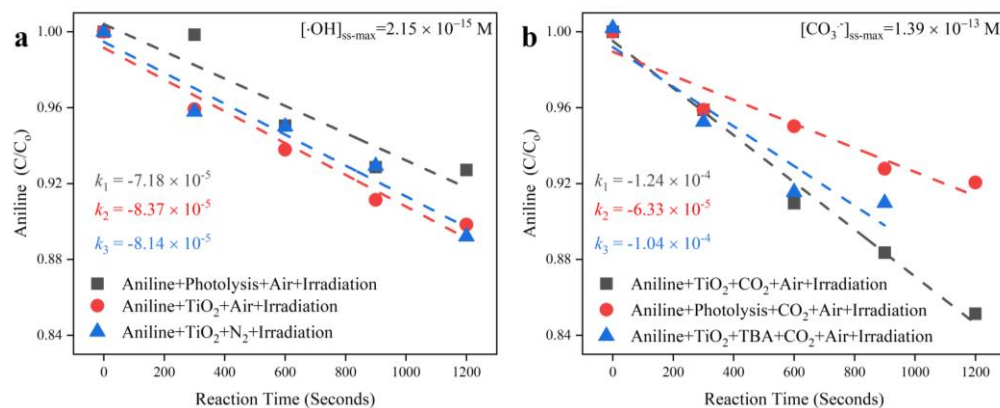 a
[·OH]ss-max=2.15 × 10⁻¹⁵ M
1.00
0.96
0.92
0.88
0.84
Aniline (C/Co)
k₁ = -7.18 × 10⁻⁵
k₂ = -8.37 × 10⁻⁵
k₃ = -8.14 × 10⁻⁵
Aniline+Photolysis+Air+Irradiation
Aniline+TiO₂+Air+Irradiation
Aniline+TiO₂+N₂+Irradiation
0 200 400 600 800 1000 1200
Reaction Time (Seconds)
b
[CO₃·⁻]ss-max=1.39 × 10⁻¹³ M
1.00
0.96
0.92
0.88
0.84
Aniline (C/Co)
k₁ = -1.24 × 10⁻⁴
k₂ = -6.33 × 10⁻⁵
k₃ = -1.04 × 10⁻⁴
Aniline+TiO₂+CO₂+Air+Irradiation
Aniline+Photolysis+CO₂+Air+Irradiation
Aniline+TiO₂+TBA+CO₂+Air+Irradiation
0 200 400 600 800 1000 1200
Reaction Time (Seconds)